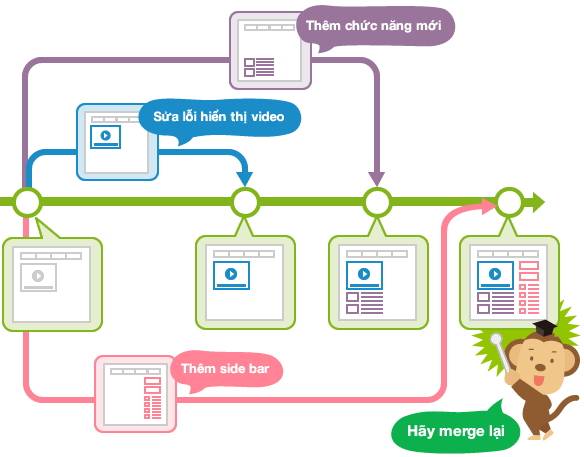 Thêm chức năng mới
Sửa lỗi hiển thị video
Thêm side bar
Hãy merge lại